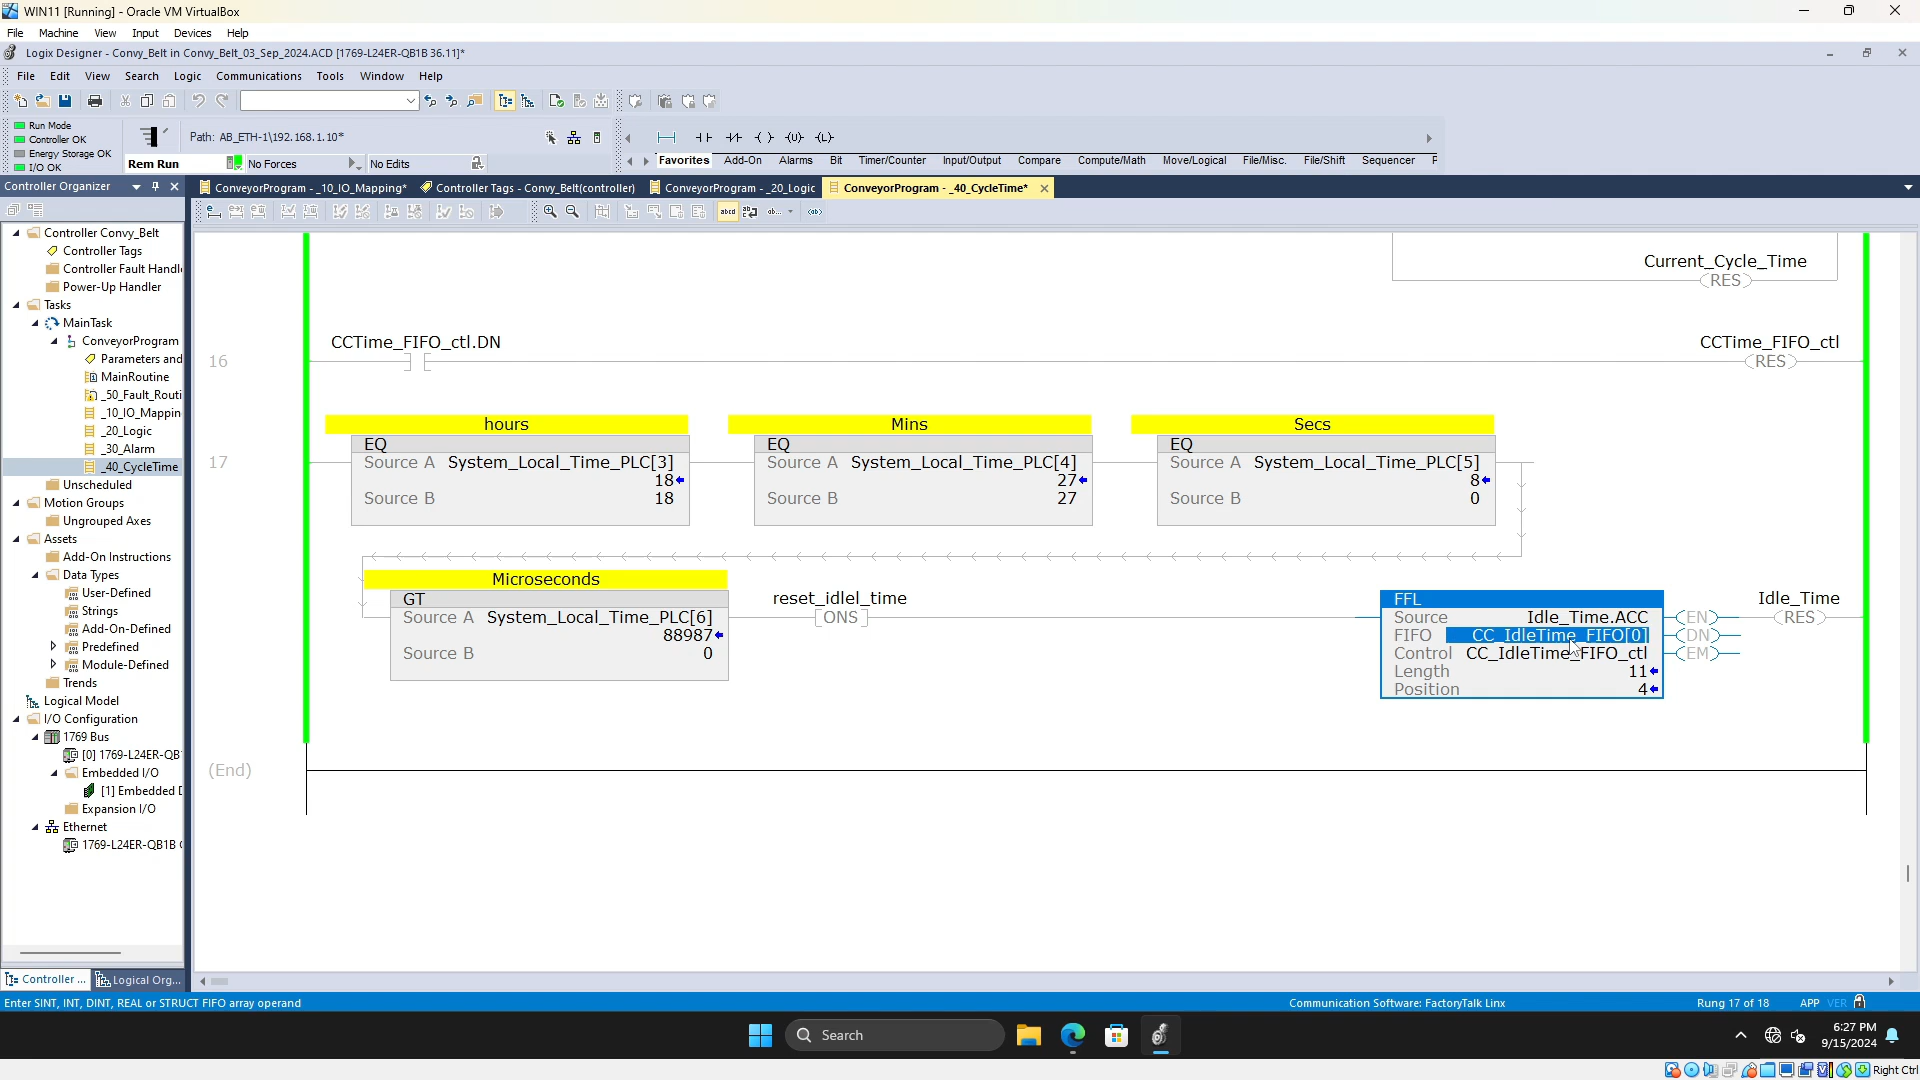 WIN11 [Running] - Oracle VM VirtualBox
File Machine View Input Devices Help
Logix Designer - Convy_Belt in Convy_Belt_03_Sep_2024.ACD [1769-L24ER-QB1B 36.11]*
File Edit View Search Logic Communications Tools Window Help
Run Mode
Controller OK
Energy Storage OK
I/O OK
Path: AB_ETH-1\192.168.1.10*
Rem Run No Forces No Edits
Favorites Add-On Alarms Bit Timer/Counter Input/Output Compare Compute/Math Move/Logical File/Misc. File/Shift Sequencer P
Controller Organizer
ConveyorProgram - _10_IO_Mapping* Controller Tags - Convy_Belt(controller) ConveyorProgram - _20_Logic ConveyorProgram - _40_CycleTime*
Controller Convy_Belt
Controller Tags
Controller Fault Handl
Power-Up Handler
Tasks
MainTask
ConveyorProgram
Parameters and
MainRoutine
_50_Fault_Routi
_10_IO_Mappin
_20_Logic
_30_Alarm
_40_CycleTime
Unscheduled
Motion Groups
Ungrouped Axes
Assets
Add-On Instructions
Data Types
User-Defined
Strings
Add-On-Defined
Predefined
Module-Defined
Trends
Logical Model
I/O Configuration
1769 Bus
[0] 1769-L24ER-QB
Embedded I/O
[1] Embedded D
Expansion I/O
Ethernet
1769-L24ER-QB1B C
Controller ... Logical Org...
Current_Cycle_Time
RES
16
CCTime_FIFO_ctl.DN
CCTime_FIFO_ctl
RES
17
hours
EQ
Source A System_Local_Time_PLC[3]
18
Source B 18
Mins
EQ
Source A System_Local_Time_PLC[4]
27
Source B 27
Secs
EQ
Source A System_Local_Time_PLC[5]
8
Source B 0
Microseconds
GT
Source A System_Local_Time_PLC[6]
88987
Source B 0
reset_idlel_time
ONS
FFL
Source Idle_Time.ACC
FIFO CC_IdleTime_FIFO[0]
Control CC_IdleTime_FIFO_ctl
Length 11
Position 4
EN
DN
EM
Idle_Time
RES
(End)
Enter SINT, INT, DINT, REAL or STRUCT FIFO array operand
Communication Software: FactoryTalk Linx
Rung 17 of 18 APP VER
Search
6:27 PM
9/15/2024
Right Ctrl